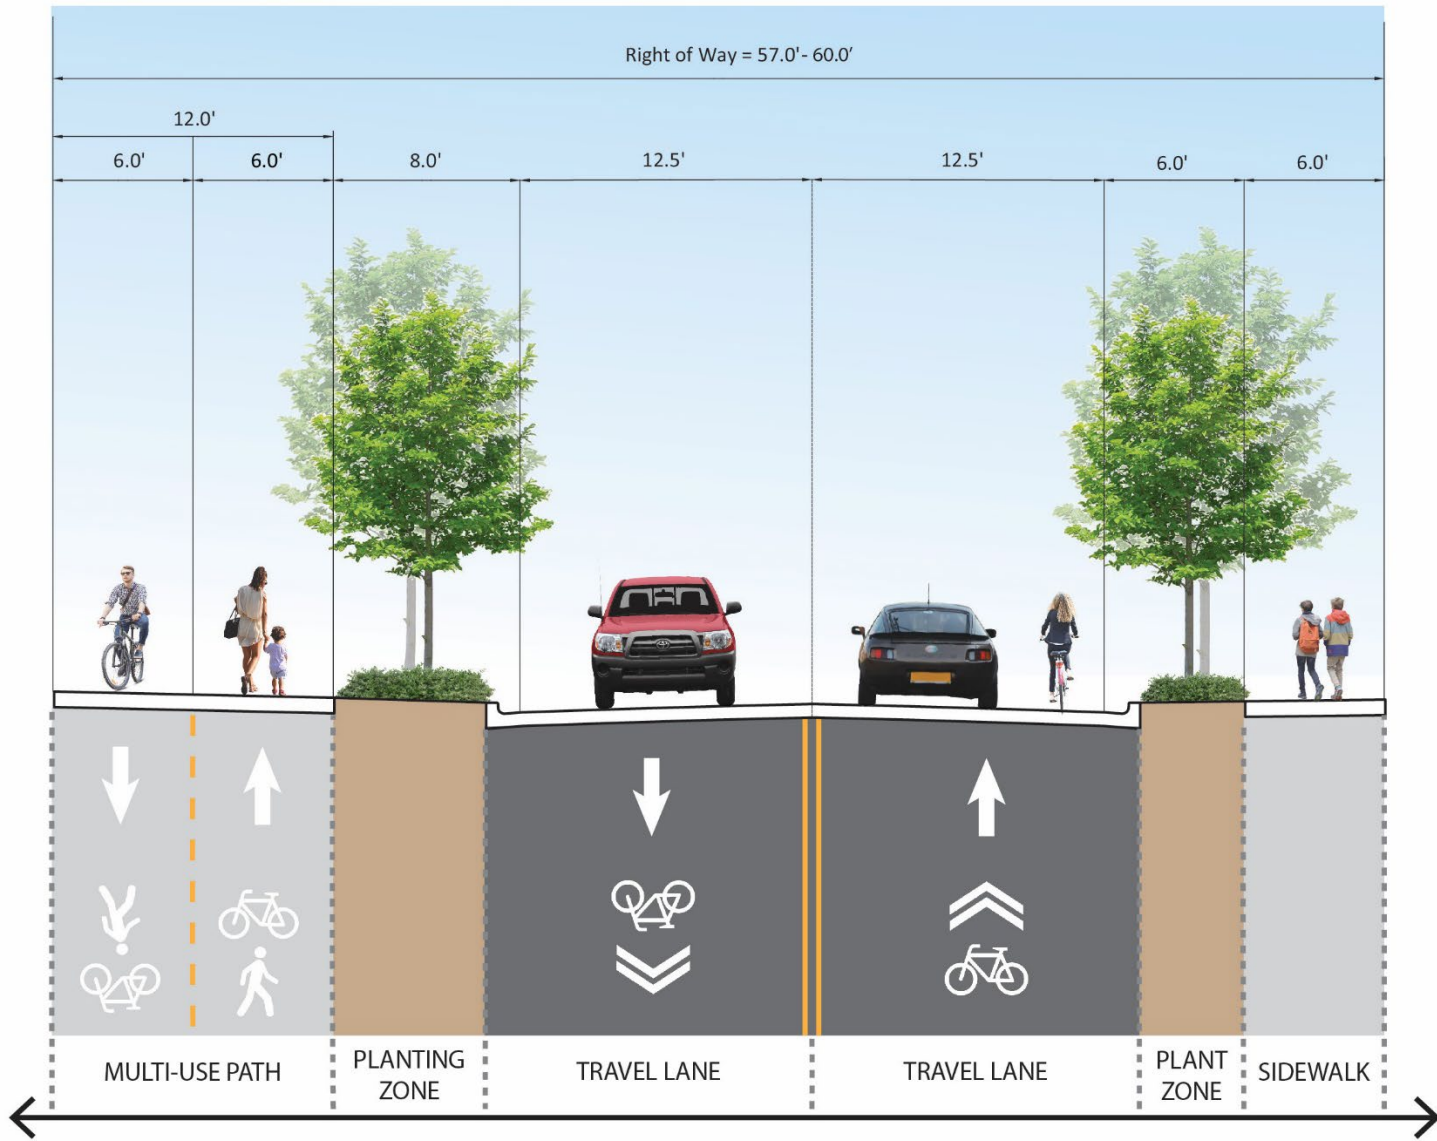 Right of Way = 57.0'- 60.0'
12.0'
6.0'
6.0'
8.0'
12.5'
12.5'
6.0'
6.0'
MULTI-USE PATH
PLANTING
ZONE
TRAVEL LANE
TRAVEL LANE
PLANT
ZONE
SIDEWALK